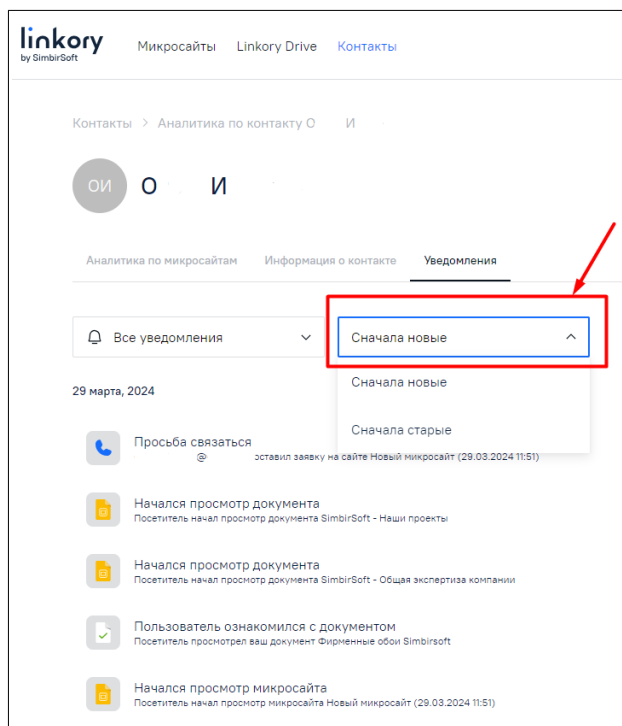 linkory
by SimbirSoft
Микросайты Linkory Drive Контакты
Контакты > Аналитика по контакту О И
ОИ О И
Аналитика по микросайтам Информация о контакте Уведомления
Все уведомления Сначала новые
Сначала новые
29 марта, 2024
Сначала старые
Просьба связаться
@ оставил заявку на сайте Новый микросайт (29.03.2024 11:51)
Начался просмотр документа
Посетитель начал просмотр документа SimbirSoft - Наши проекты
Начался просмотр документа
Посетитель начал просмотр документа SimbirSoft - Общая экспертиза компании
Пользователь ознакомился с документом
Посетитель просмотрел ваш документ Фирменные обои Simbirsoft
Начался просмотр микросайта
Посетитель начал просмотр микросайта Новый микросайт (29.03.2024 11:51)